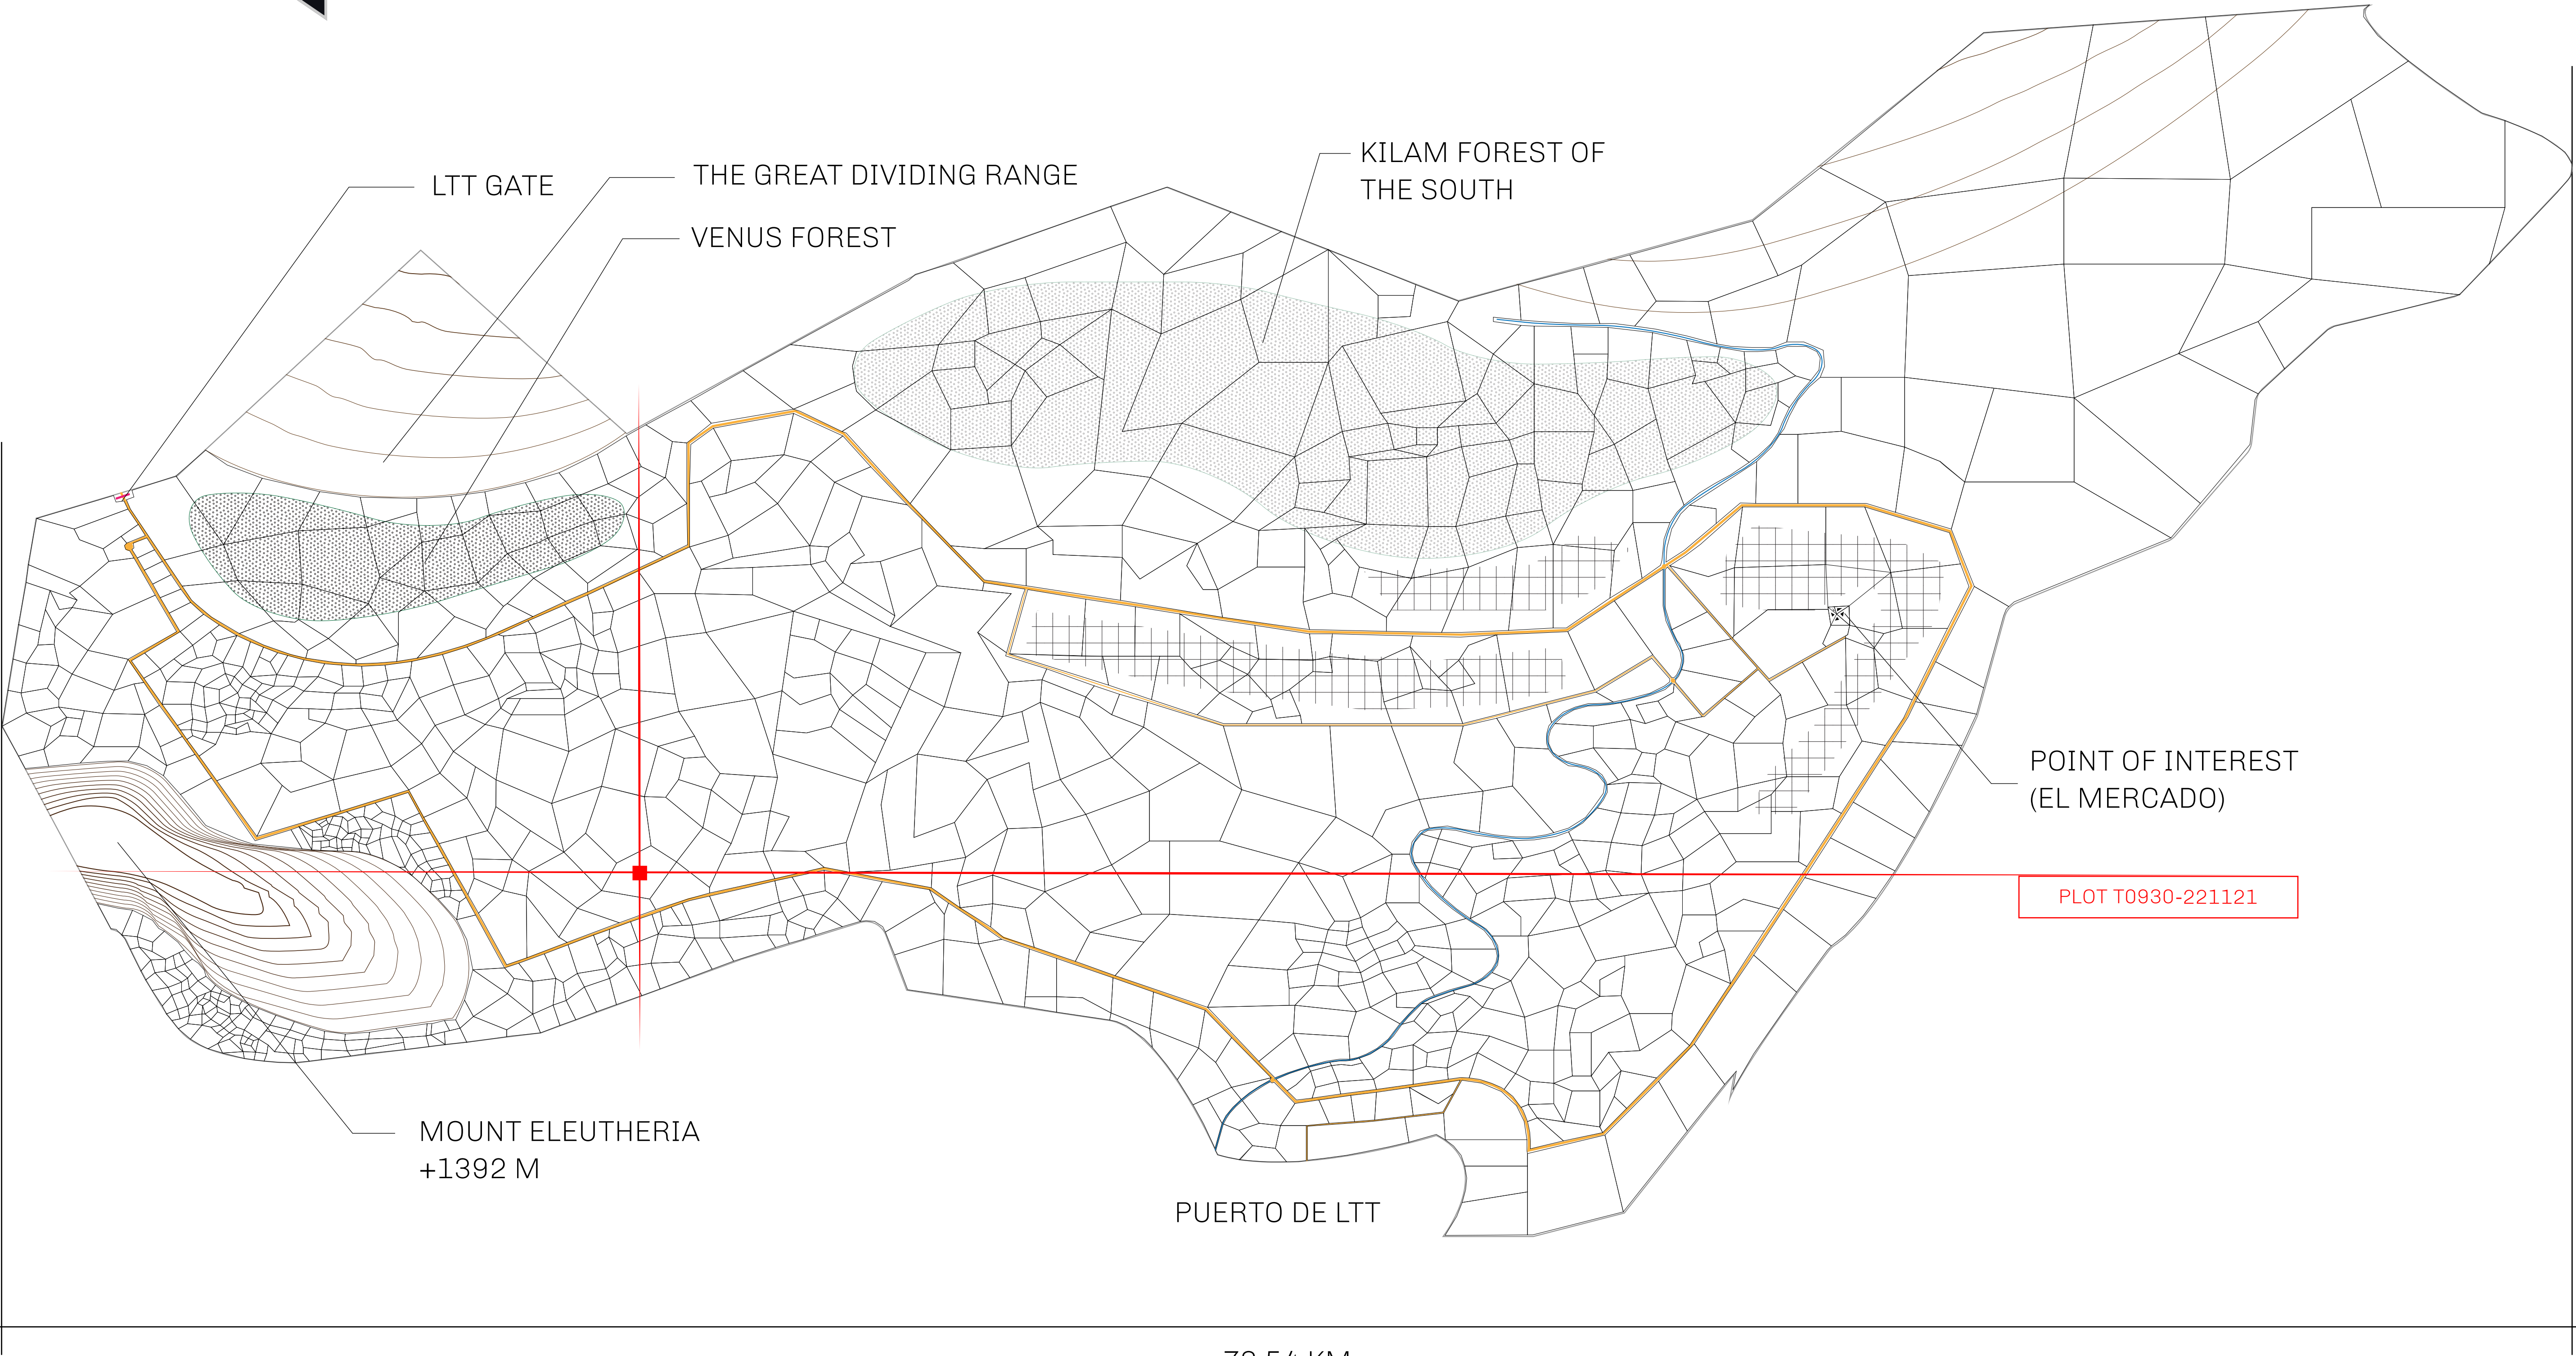 KILAM FOREST OF
THE SOUTH
LTT GATE
THE GREAT DIVIDING RANGE
VENUS FOREST
POINT OF INTEREST
(EL MERCADO)
PLOT T0930-221121
MOUNT ELEUTHERIA
+1392 M
PUERTO DE LTT
KM